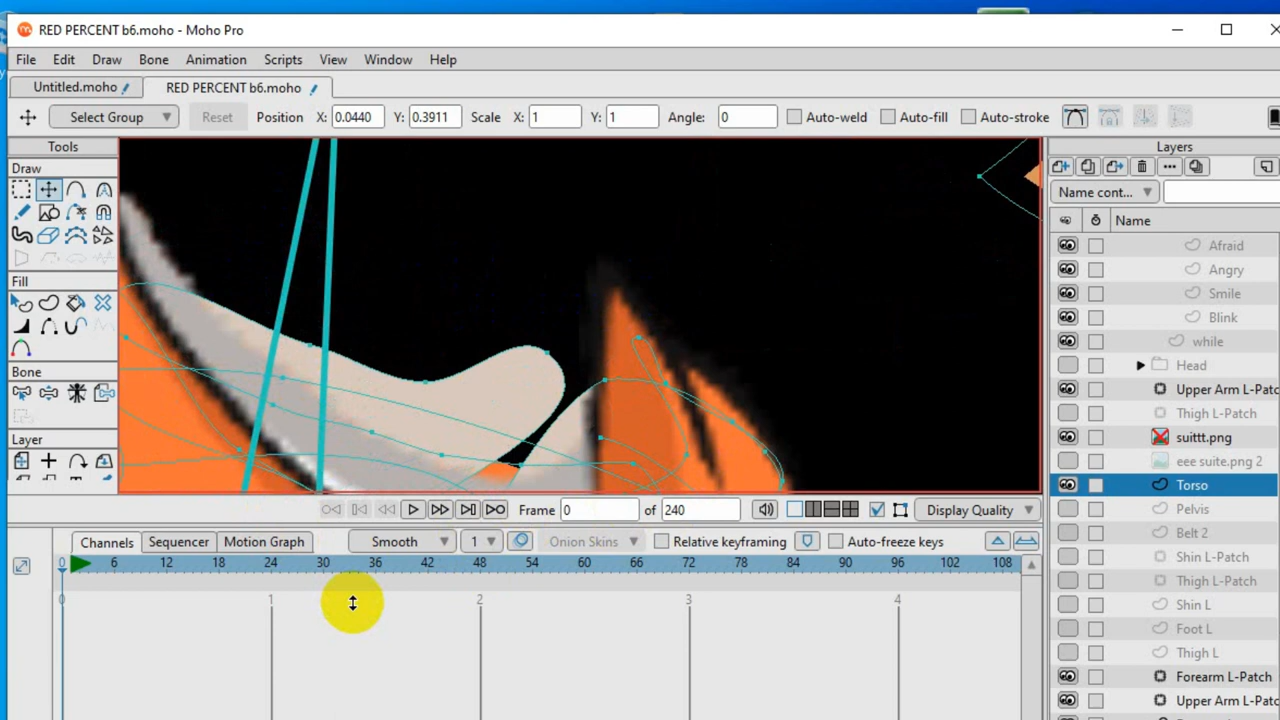 RED PERCENT b6.moho - Moho Pro
File Edit Draw Bone Animation Scripts View Window Help
Untitled.moho RED PERCENT b6.moho
Select Group Reset Position X: 0.0440 Y: 0.3911 Scale X: 1 Y: 1 Angle: 0 Auto-weld Auto-fill Auto-stroke
Tools
Draw
Fill
Bone
Layer
Layers
Name cont...
Name
Afraid
Angry
Smile
Blink
while
Head
Upper Arm L-Patc
Thigh L-Patch
suittt.png
eee suite.png 2
Torso
Pelvis
Belt 2
Shin L-Patch
Thigh L-Patch
Shin L
Foot L
Thigh L
Forearm L-Patch
Upper Arm L-Patc
Frame 0 of 240 Display Quality
Channels Sequencer Motion Graph Smooth 1 Onion Skins Relative keyframing Auto-freeze keys
0 6 12 18 24 30 36 42 48 54 60 66 72 78 84 90 96 102 108
0 1 2 3 4